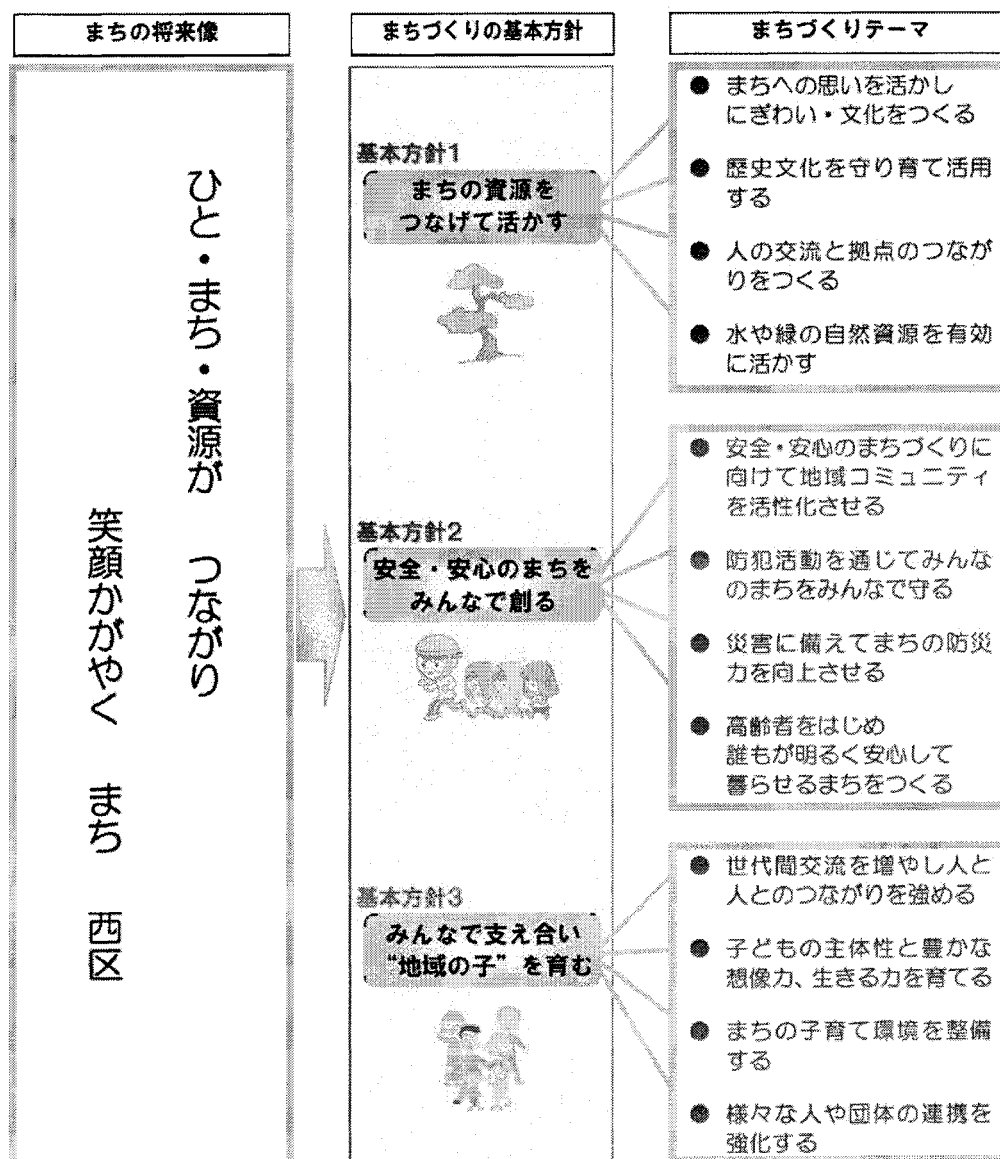 まちの将来像
ひと・まち・資源が　つながり
笑顔かがやく　まち　西区
まちづくりの基本方針
基本方針1
まちの資源を
つなげて活かす
基本方針2
安全・安心のまちを
みんなで創る
基本方針3
みんなで支え合い
“地域の子”を育む
まちづくりテーマ
● まちへの思いを活かし
にぎわい・文化をつくる
● 歴史文化を守り育て活用
する
● 人の交流と拠点のつなが
りをつくる
● 水や緑の自然資源を有効
に活かす
● 安全・安心のまちづくりに
向けて地域コミュニティ
を活性化させる
● 防犯活動を通じてみんな
のまちをみんなで守る
● 災害に備えてまちの防災
力を向上させる
● 高齢者をはじめ
誰もが明るく安心して
暮らせるまちをつくる
● 世代間交流を増やし人と
人とのつながりを強める
● 子どもの主体性と豊かな
想像力、生きる力を育てる
● まちの子育て環境を整備
する
● 様々な人や団体の連携を
強化する